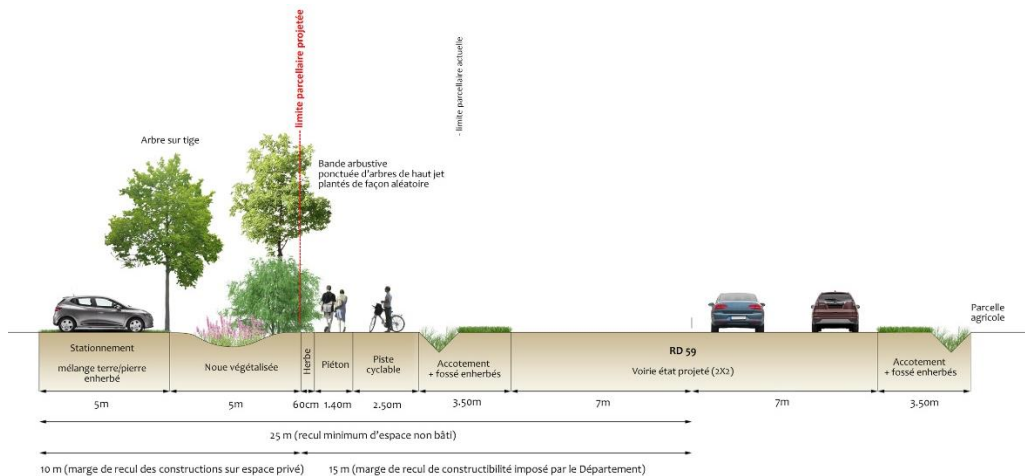 limite parcellaire projetée
- limite parcellaire actuelle
Arbre sur tige
Bande arbustive
ponctuée d'arbres de haut jet
plantés de façon aléatoire
Parcelle
agricole
Stationnement
mélange terre/pierre
enherbé
Noue végétalisée
Herbe
Piéton
Piste
cyclable
Accotement
+ fossé enherbés
RD 59
Voirie état projeté (2X2)
Accotement
+ fossé enherbés
5m
5m
60cm
1.40m
2.50m
3.50m
7m
7m
3.50m
25 m (recul minimum d'espace non bâti)
10 m (marge de recul des constructions sur espace privé)
15 m (marge de recul de constructibilité imposé par le Département)